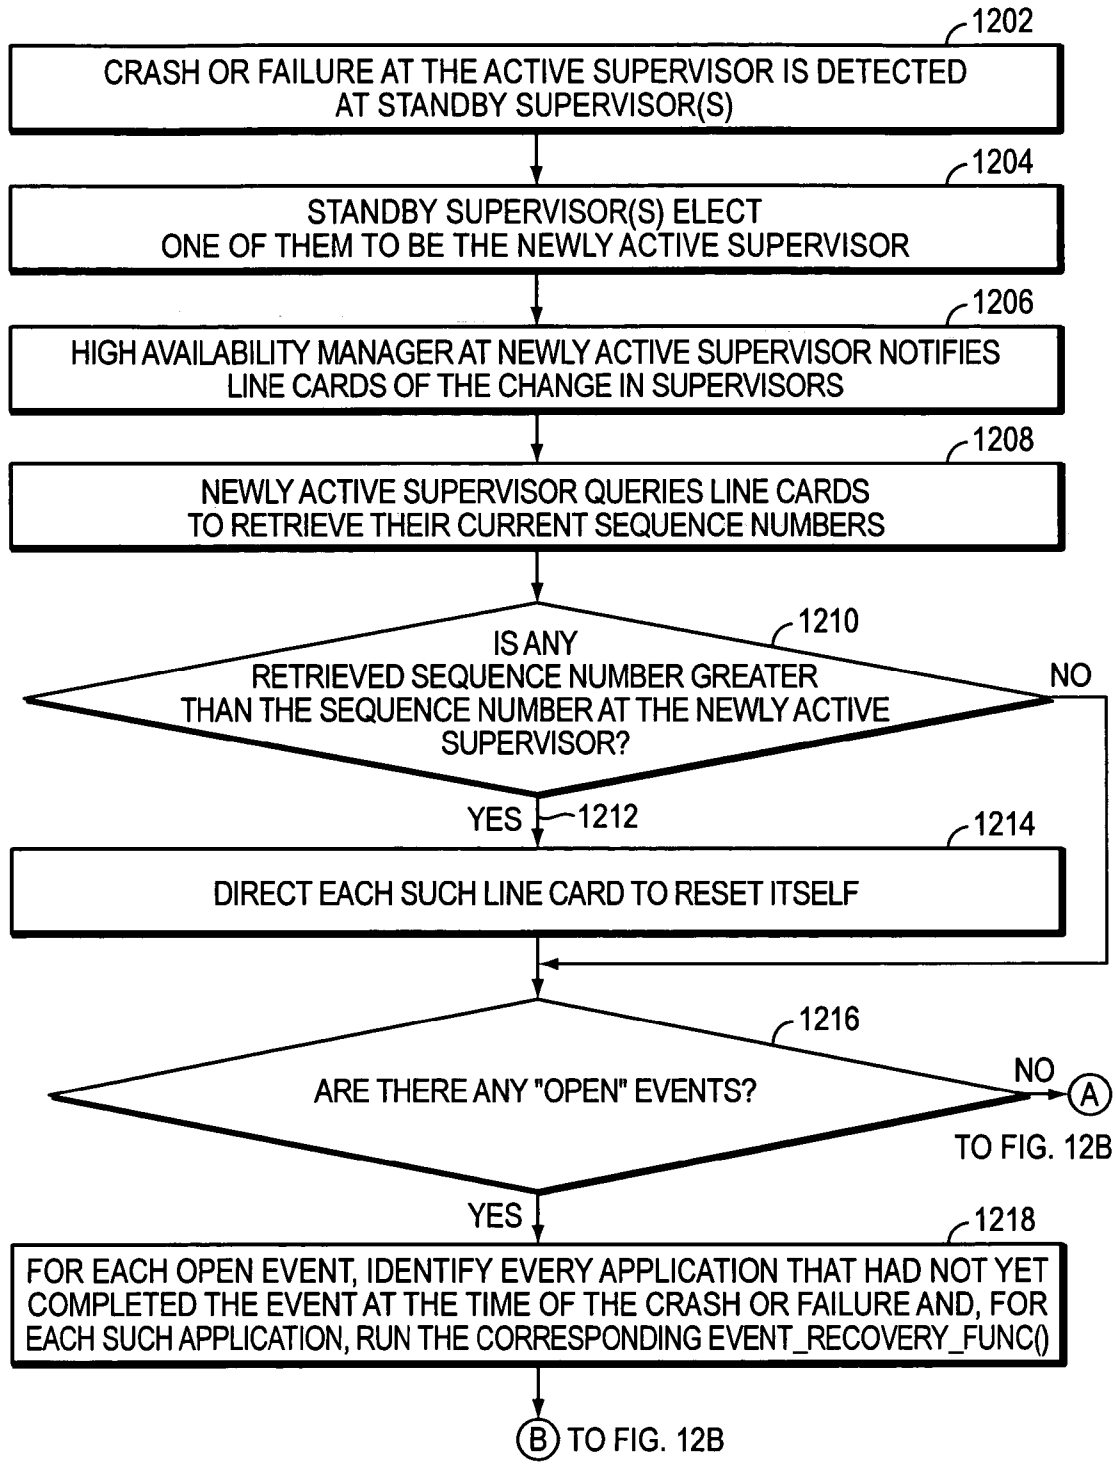 1202
CRASH OR FAILURE AT THE ACTIVE SUPERVISOR IS DETECTED
AT STANDBY SUPERVISOR(S)
1204
STANDBY SUPERVISOR(S) ELECT
ONE OF THEM TO BE THE NEWLY ACTIVE SUPERVISOR
1206
HIGH AVAILABILITY MANAGER AT NEWLY ACTIVE SUPERVISOR NOTIFIES
LINE CARDS OF THE CHANGE IN SUPERVISORS
1208
NEWLY ACTIVE SUPERVISOR QUERIES LINE CARDS
TO RETRIEVE THEIR CURRENT SEQUENCE NUMBERS
1210
IS ANY
RETRIEVED SEQUENCE NUMBER GREATER
THAN THE SEQUENCE NUMBER AT THE NEWLY ACTIVE
SUPERVISOR?
NO
YES
1212
1214
DIRECT EACH SUCH LINE CARD TO RESET ITSELF
1216
ARE THERE ANY "OPEN" EVENTS?
NO
A
TO FIG. 12B
YES
1218
FOR EACH OPEN EVENT, IDENTIFY EVERY APPLICATION THAT HAD NOT YET
COMPLETED THE EVENT AT THE TIME OF THE CRASH OR FAILURE AND, FOR
EACH SUCH APPLICATION, RUN THE CORRESPONDING EVENT_RECOVERY_FUNC()
B TO FIG. 12B